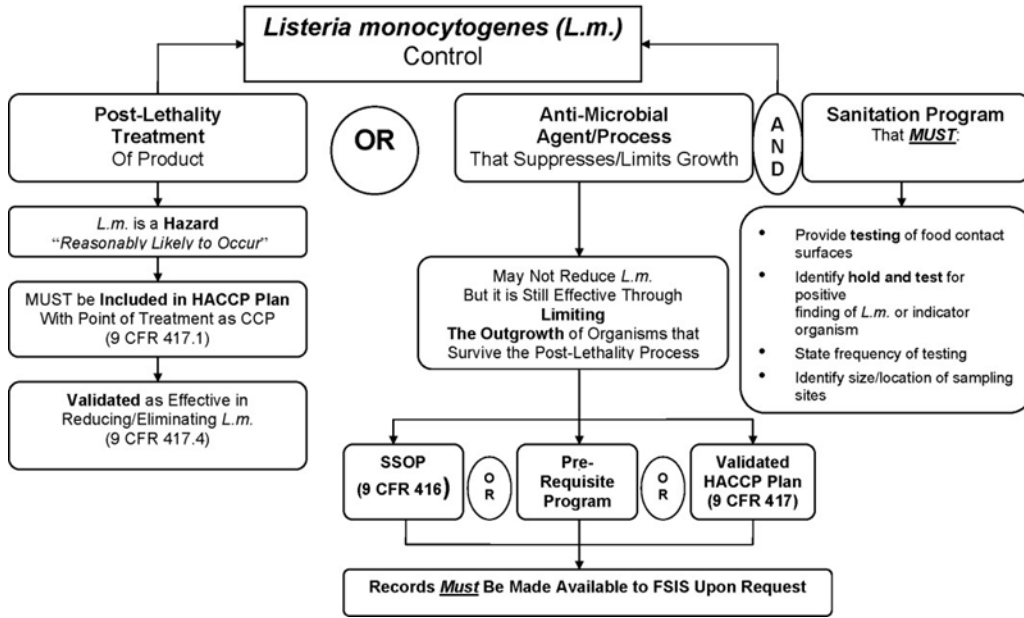 Listeria monocytogenes (L.m.)
Control
Post-Lethality
Treatment
Of Product
L.m. is a Hazard
“Reasonably Likely to Occur”
MUST be Included in HACCP Plan
With Point of Treatment as CCP
(9 CFR 417.1)
Validated as Effective in
Reducing/Eliminating L.m.
(9 CFR 417.4)
OR
Anti-Microbial
Agent/Process
That Suppresses/Limits Growth
May Not Reduce L.m.
But it is Still Effective Through
Limiting
The Outgrowth of Organisms that
Survive the Post-Lethality Process
SSOP
(9 CFR 416)
OR
Pre-
Requisite
Program
OR
Validated
HACCP Plan
(9 CFR 417)
Records Must Be Made Available to FSIS Upon Request
AND
Sanitation Program
That MUST:
• Provide testing of food contact
surfaces
• Identify hold and test for
positive
finding of L.m. or indicator
organism
• State frequency of testing
• Identify size/location of sampling
sites